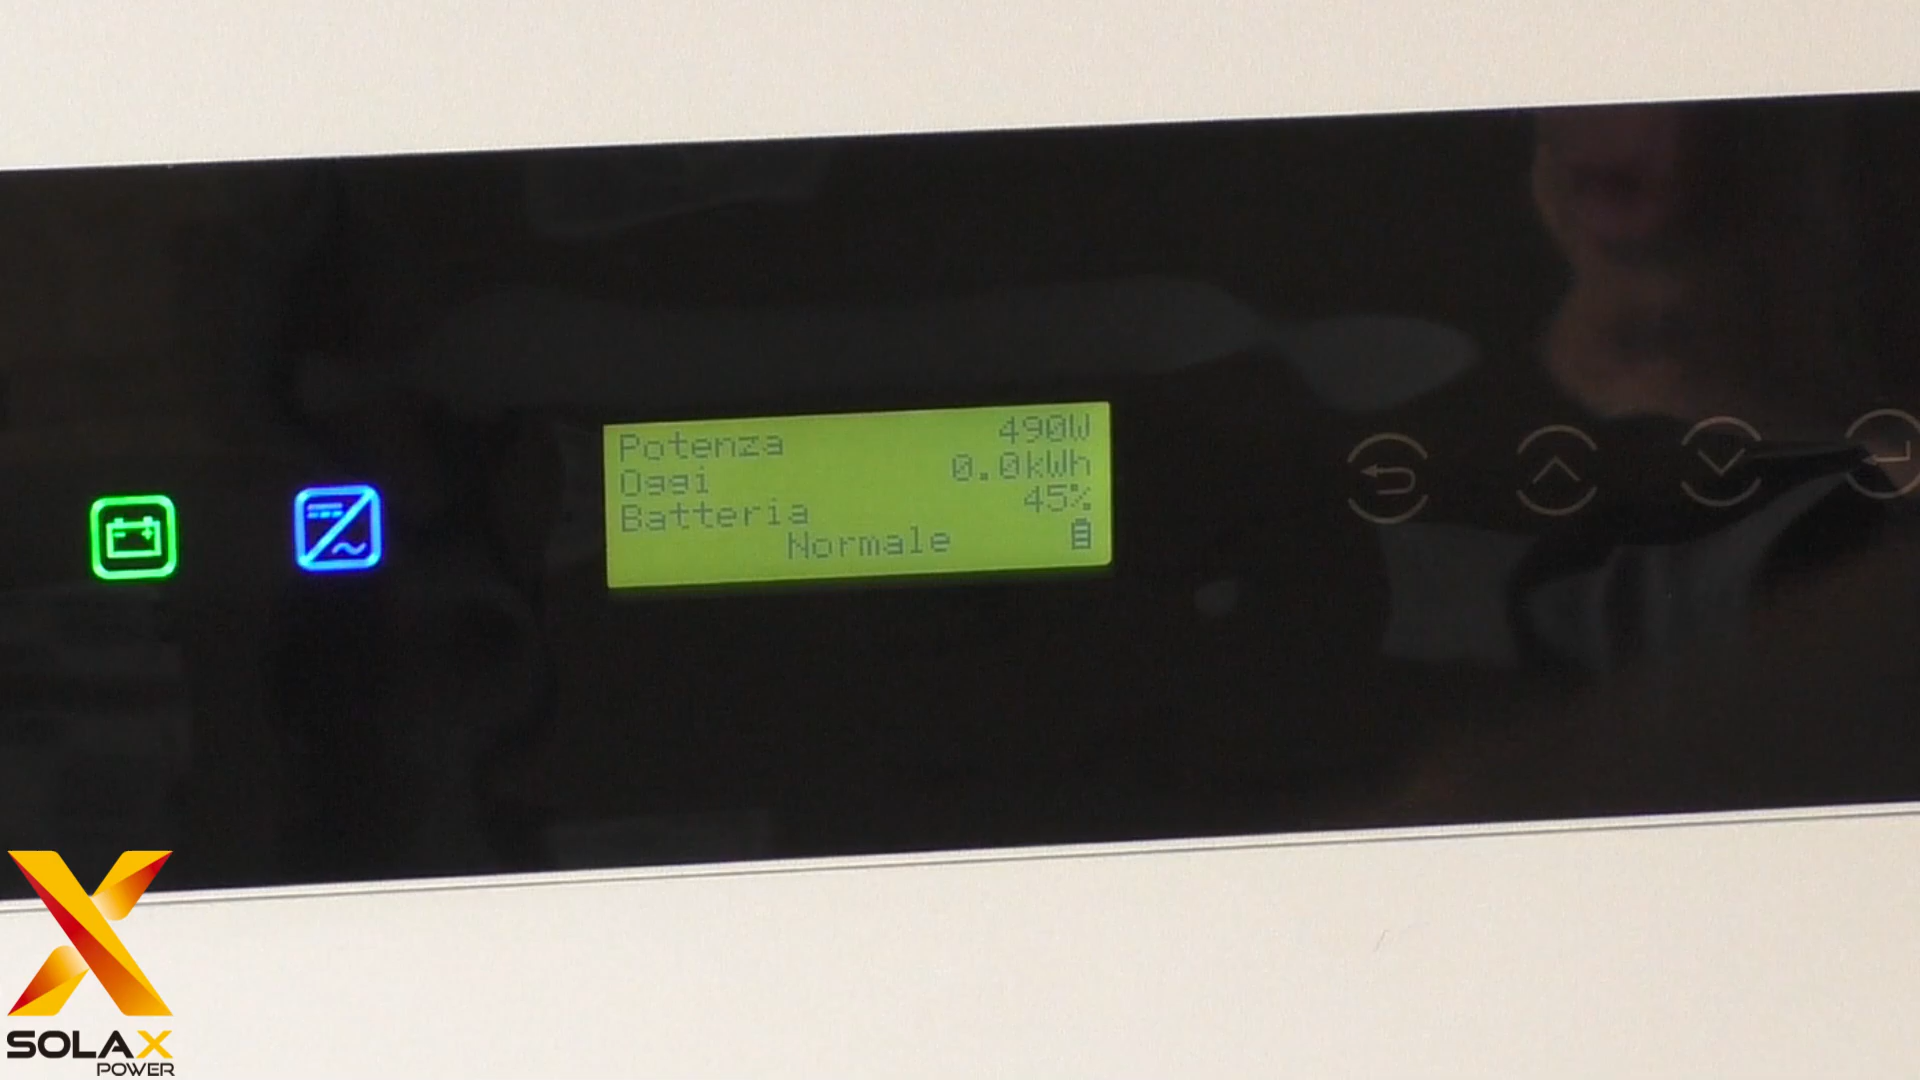 Potenza 490W
Oggi 0.0kWh
Batteria 45%
Normale
SOLAX
POWER